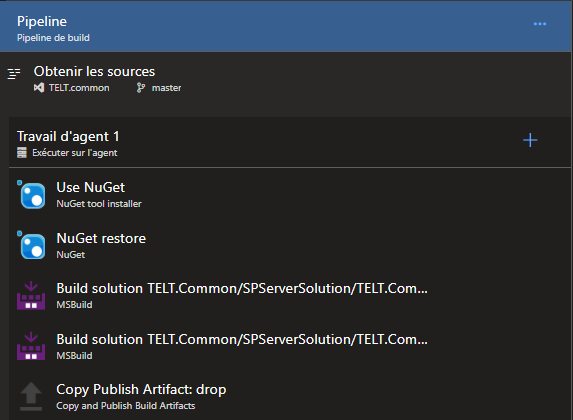 Pipeline
Pipeline de build
Obtenir les sources
TELT.common master
Travail d'agent 1
Exécuter sur l'agent
Use NuGet
NuGet tool installer
NuGet restore
NuGet
Build solution TELT.Common/SPServerSolution/TELT.Com...
MSBuild
Build solution TELT.Common/SPServerSolution/TELT.Com...
MSBuild
Copy Publish Artifact: drop
Copy and Publish Build Artifacts